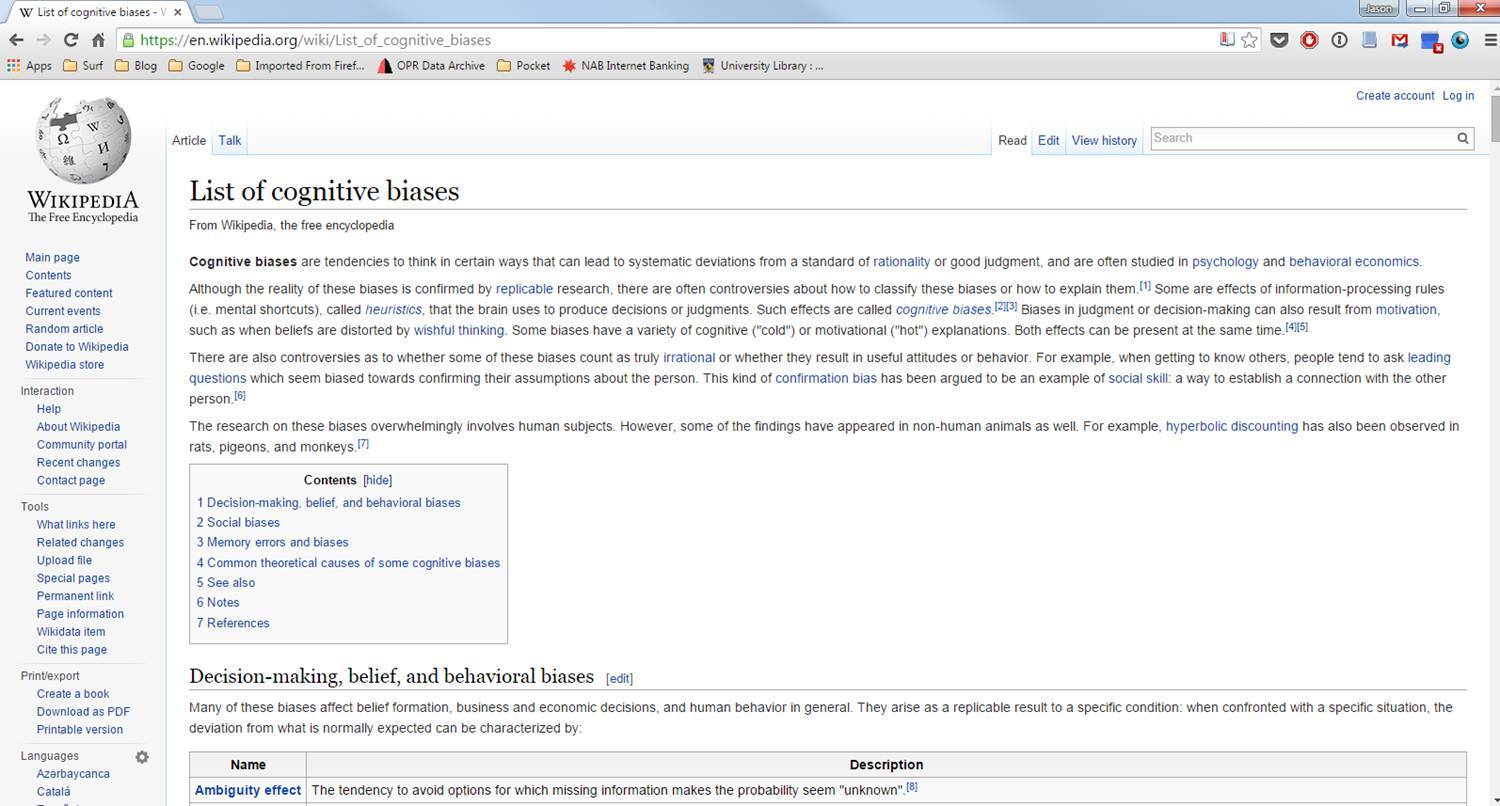 List of cognitive biases - W
Jason
https://en.wikipedia.org/wiki/List_of_cognitive_biases
Apps Surf Blog Google Imported From Firef... OPR Data Archive Pocket NAB Internet Banking University Library : ...
Create account Log in
Article Talk Read Edit View history Search
WIKIPEDIA
The Free Encyclopedia
Main page
Contents
Featured content
Current events
Random article
Donate to Wikipedia
Wikipedia store
Interaction
Help
About Wikipedia
Community portal
Recent changes
Contact page
Tools
What links here
Related changes
Upload file
Special pages
Permanent link
Page information
Wikidata item
Cite this page
Print/export
Create a book
Download as PDF
Printable version
Languages
Azərbaycanca
Català
List of cognitive biases
From Wikipedia, the free encyclopedia
Cognitive biases are tendencies to think in certain ways that can lead to systematic deviations from a standard of rationality or good judgment, and are often studied in psychology and behavioral economics.
Although the reality of these biases is confirmed by replicable research, there are often controversies about how to classify these biases or how to explain them.[1] Some are effects of information-processing rules
(i.e. mental shortcuts), called heuristics, that the brain uses to produce decisions or judgments. Such effects are called cognitive biases.[2][3] Biases in judgment or decision-making can also result from motivation,
such as when beliefs are distorted by wishful thinking. Some biases have a variety of cognitive ("cold") or motivational ("hot") explanations. Both effects can be present at the same time.[4][5]
There are also controversies as to whether some of these biases count as truly irrational or whether they result in useful attitudes or behavior. For example, when getting to know others, people tend to ask leading
questions which seem biased towards confirming their assumptions about the person. This kind of confirmation bias has been argued to be an example of social skill: a way to establish a connection with the other
person.[6]
The research on these biases overwhelmingly involves human subjects. However, some of the findings have appeared in non-human animals as well. For example, hyperbolic discounting has also been observed in
rats, pigeons, and monkeys.[7]
Contents [hide]
1 Decision-making, belief, and behavioral biases
2 Social biases
3 Memory errors and biases
4 Common theoretical causes of some cognitive biases
5 See also
6 Notes
7 References
Decision-making, belief, and behavioral biases [edit]
Many of these biases affect belief formation, business and economic decisions, and human behavior in general. They arise as a replicable result to a specific condition: when confronted with a specific situation, the
deviation from what is normally expected can be characterized by:
Name Description
Ambiguity effect The tendency to avoid options for which missing information makes the probability seem "unknown".[8]